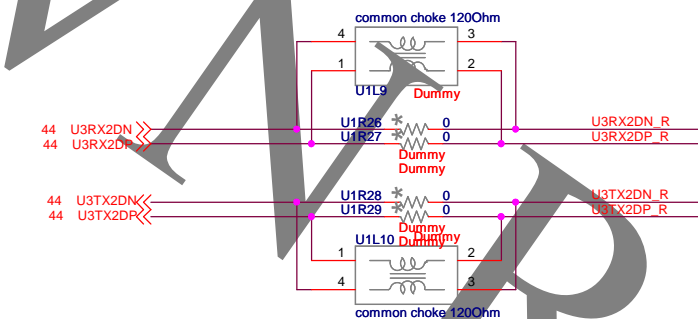 common choke 120Ohm
4 3
1 2
U1L9 Dummy
44 U3RX2DN U1R26 * 0 U3RX2DN_R
44 U3RX2DP U1R27 * 0 U3RX2DP_R
Dummy
Dummy
44 U3TX2DN U1R28 * 0 U3TX2DN_R
44 U3TX2DP U1R29 * 0 U3TX2DP_R
Dummy
U1L10 Dummy Dummy
1 2
4 3
common choke 120Ohm